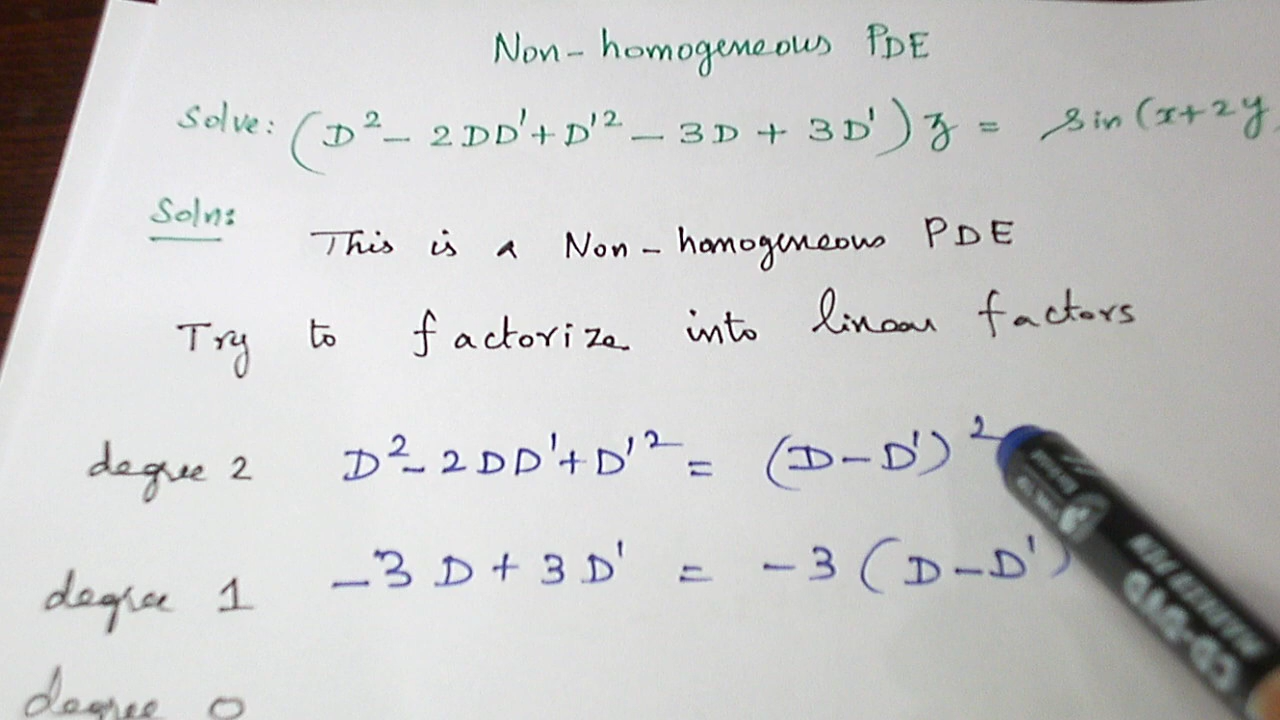 Non-homogeneous PDE
Solve: (D² - 2DD' + D'² - 3D + 3D') z = sin(x+2y
Soln:
This is a Non-homogeneous PDE
Try to factorize into linear factors
degree 2 D² - 2DD' + D'² = (D-D')²
degree 1 -3D + 3D' = -3(D-D')
degree 0